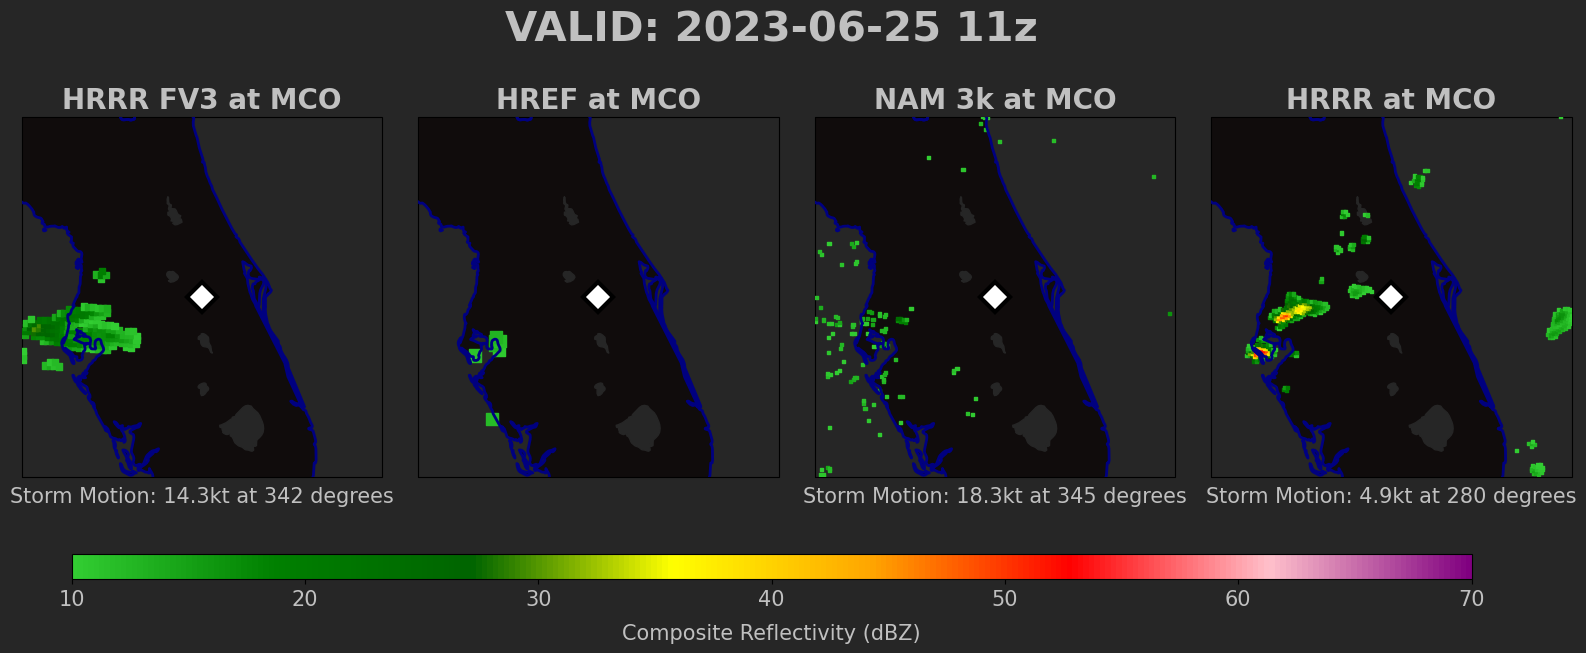 VALID: 2023-06-25 11z
HRRR FV3 at MCO
HREF at MCO
NAM 3k at MCO
HRRR at MCO
Storm Motion: 14.3kt at 342 degrees
Storm Motion: 18.3kt at 345 degrees
Storm Motion: 4.9kt at 280 degrees
10 20 30 40 50 60 70
Composite Reflectivity (dBZ)